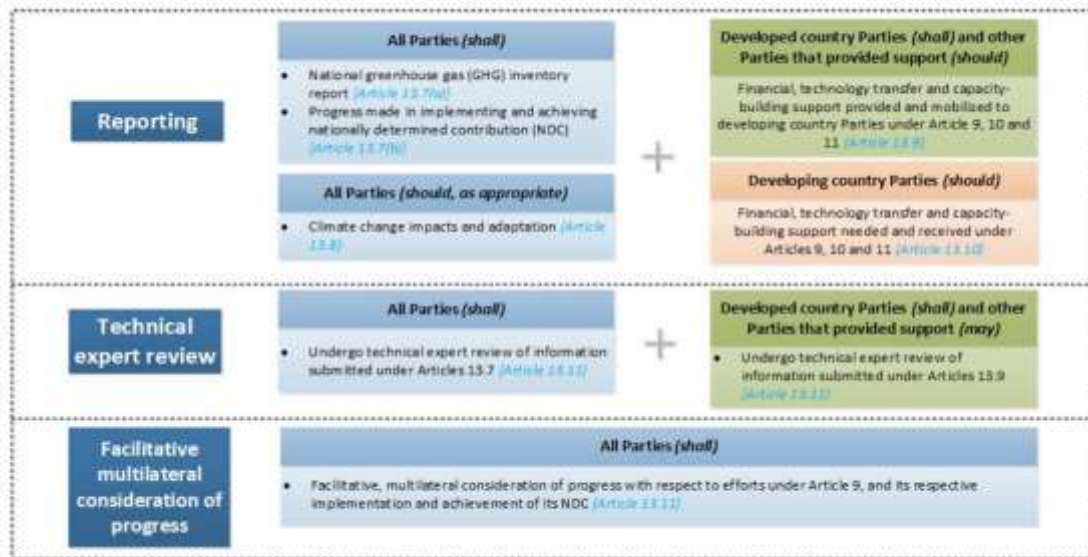 Reporting
All Parties (shall)
• National greenhouse gas (GHG) inventory
report (Article 13.7(a))
• Progress made in implementing and achieving
nationally determined contribution (NDC)
(Article 13.7(b))
All Parties (should, as appropriate)
• Climate change impacts and adaptation (Article
13.8)
+
Developed country Parties (shall) and other
Parties that provided support (should)
Financial, technology transfer and capacity-
building support provided and mobilized to
developing country Parties under Article 9, 10 and
11 (Article 13.9)
Developing country Parties (should)
Financial, technology transfer and capacity-
building support needed and received under
Articles 9, 10 and 11 (Article 13.10)
Technical
expert review
All Parties (shall)
• Undergo technical expert review of information
submitted under Articles 13.7 (Article 13.11)
+
Developed country Parties (shall) and other
Parties that provided support (may)
• Undergo technical expert review of
information submitted under Articles 13.9
(Article 13.11)
Facilitative
multilateral
consideration of
progress
All Parties (shall)
• Facilitative, multilateral consideration of progress with respect to efforts under Article 9, and its respective
implementation and achievement of its NDC (Article 13.11)